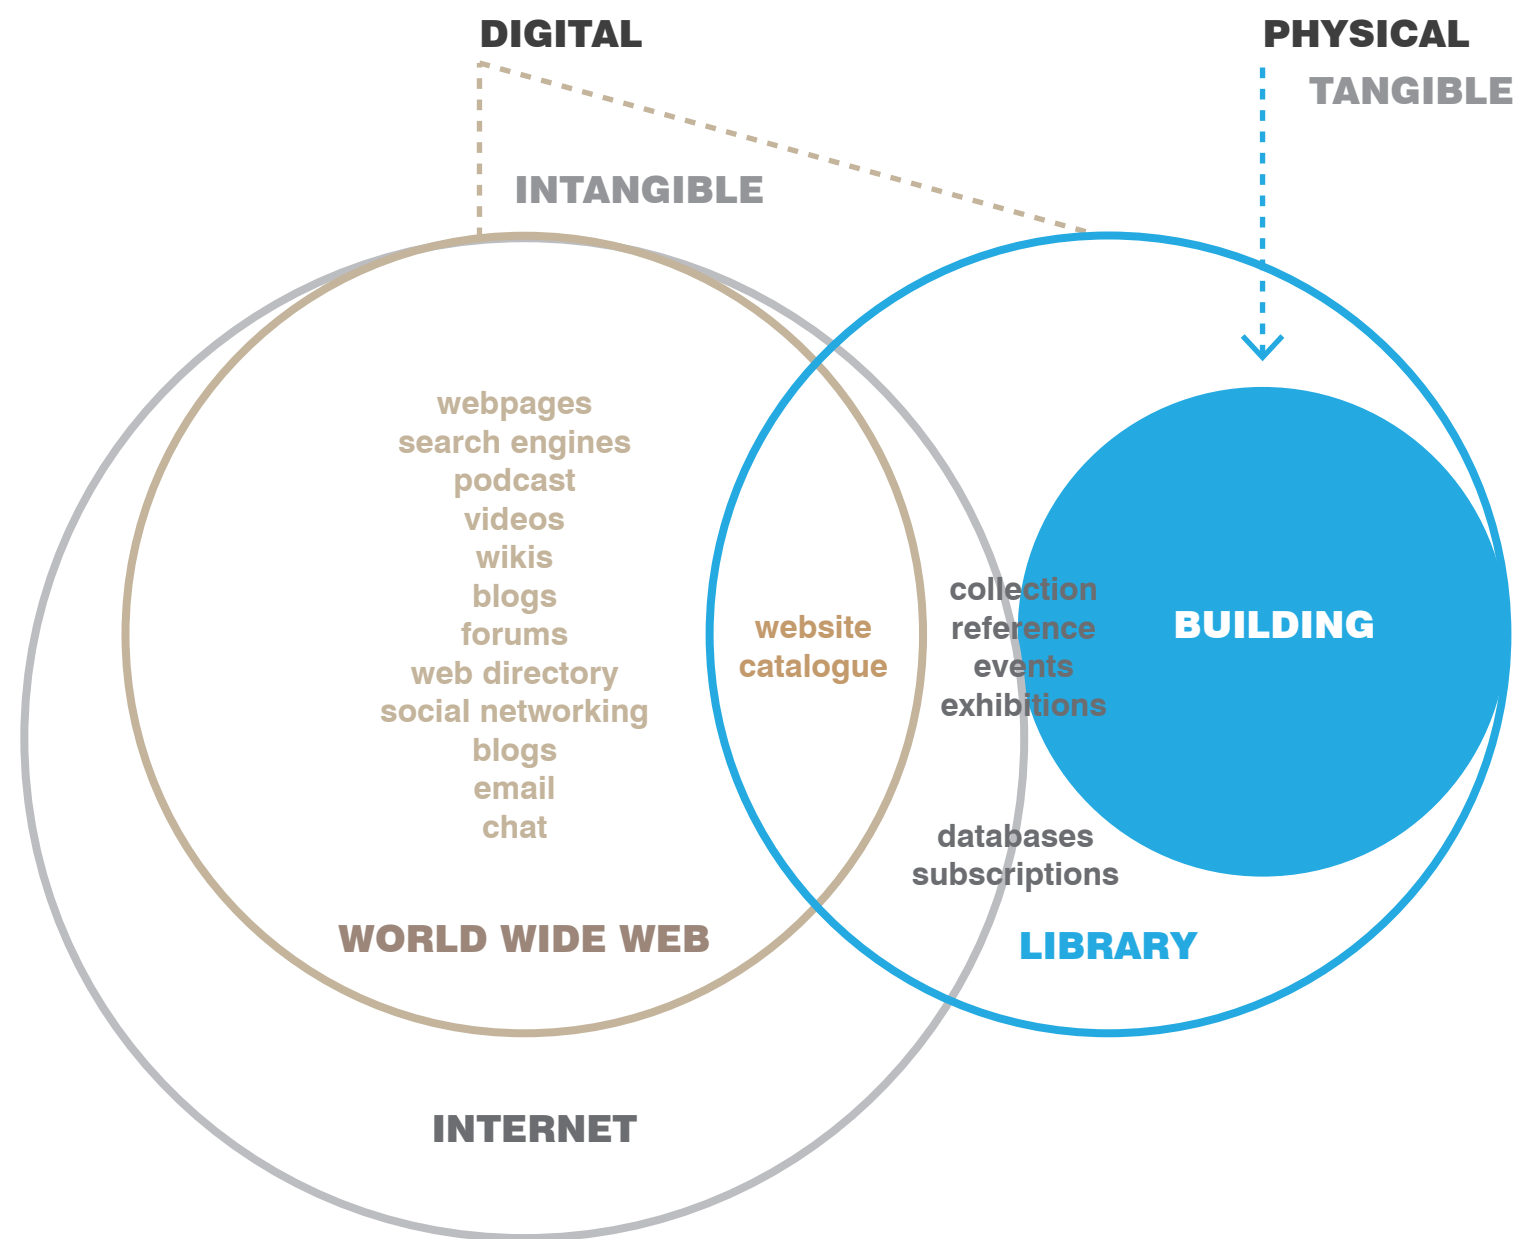 DIGITAL
PHYSICAL
TANGIBLE
INTANGIBLE
webpages
search engines
podcast
videos
wikis
blogs
forums
web directory
social networking
blogs
email
chat
WORLD WIDE WEB
website
catalogue
collection
reference
events
exhibitions
databases
subscriptions
BUILDING
LIBRARY
INTERNET